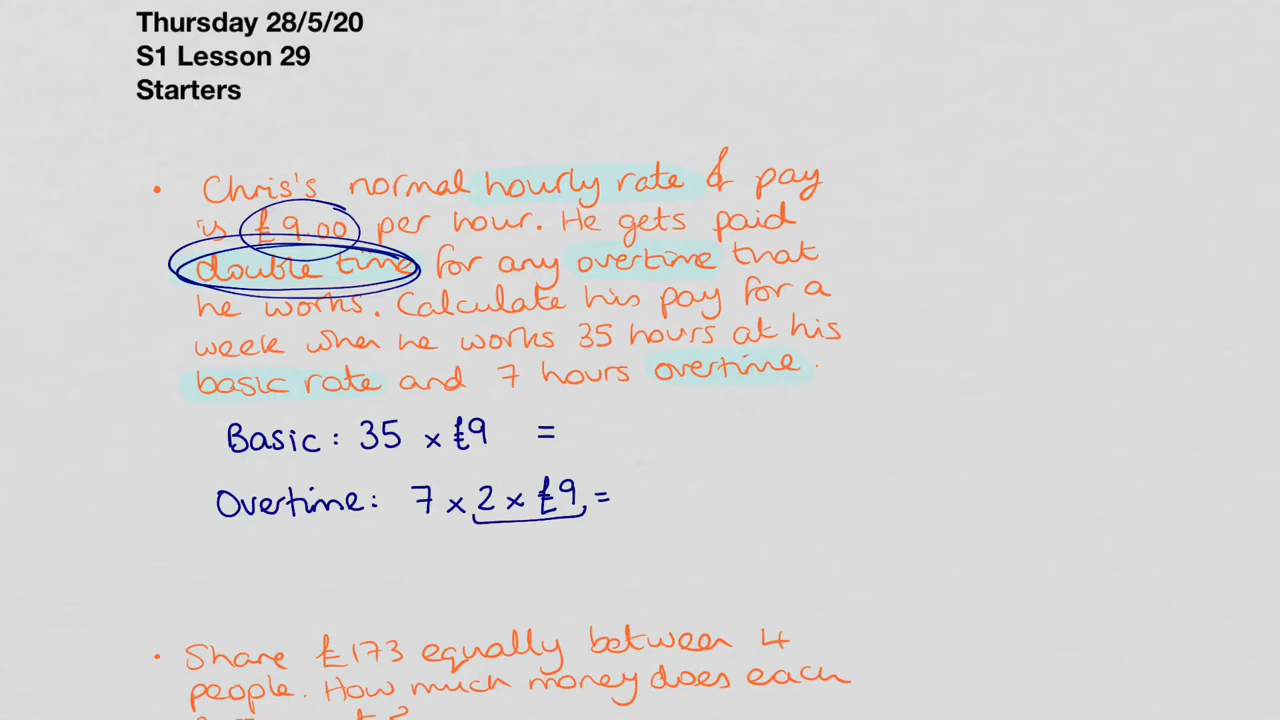 Thursday 28/5/20
S1 Lesson 29
Starters
• Chris's normal hourly rate of pay
is £9.00 per hour. He gets paid
double time for any overtime that
he works. Calculate his pay for a
week when he works 35 hours at his
basic rate and 7 hours overtime.
Basic: 35 × £9 =
Overtime: 7 × 2 × £9 =
• Share £173 equally between 4
people. How much money does each